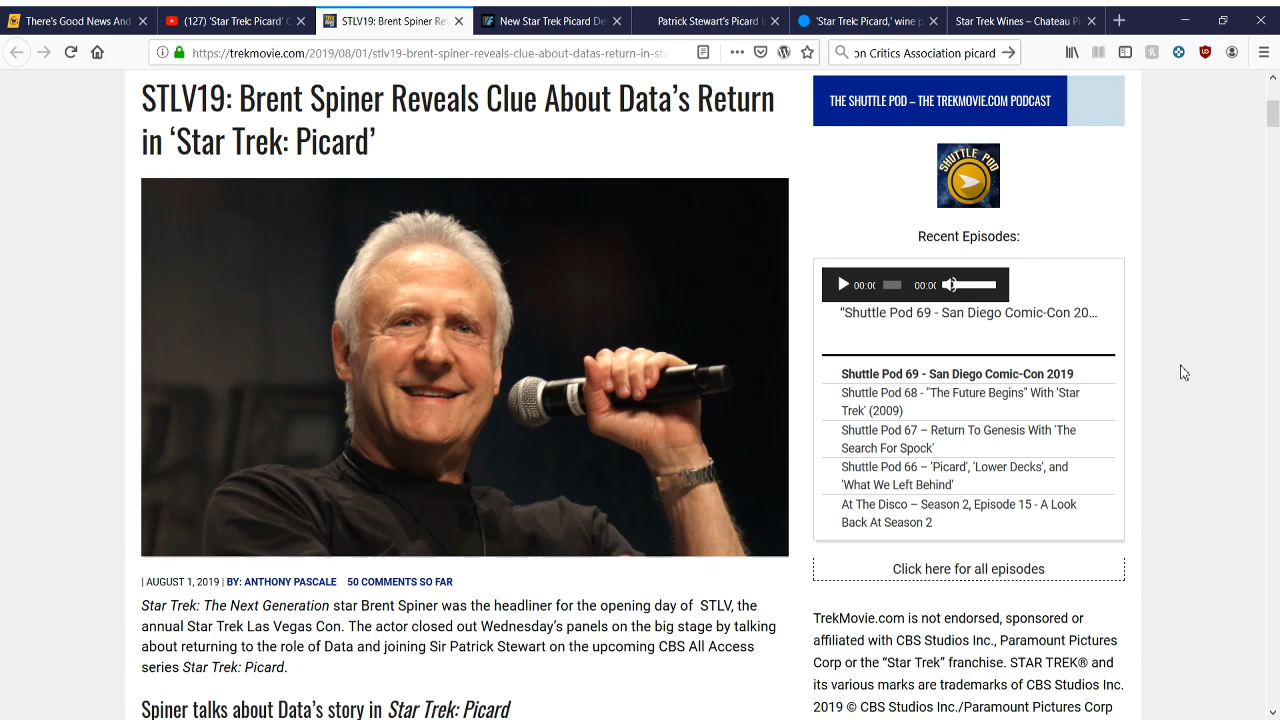 There's Good News And
(127) 'Star Trek: Picard' C
STLV19: Brent Spiner Rev
New Star Trek Picard De
Patrick Stewart's Picard
'Star Trek: Picard,' wine p
Star Trek Wines – Chateau Pi
https://trekmovie.com/2019/08/01/stlv19-brent-spiner-reveals-clue-about-datas-return-in-st
on Critics Association picard
STLV19: Brent Spiner Reveals Clue About Data's Return
in 'Star Trek: Picard'
| AUGUST 1, 2019 | BY: ANTHONY PASCALE 50 COMMENTS SO FAR
Star Trek: The Next Generation star Brent Spiner was the headliner for the opening day of STLV, the
annual Star Trek Las Vegas Con. The actor closed out Wednesday's panels on the big stage by talking
about returning to the role of Data and joining Sir Patrick Stewart on the upcoming CBS All Access
series Star Trek: Picard.
Spiner talks about Data's story in Star Trek: Picard
THE SHUTTLE POD – THE TREKMOVIE.COM PODCAST
SHUTTLE POD
Recent Episodes:
00:00 00:00
"Shuttle Pod 69 - San Diego Comic-Con 20…
Shuttle Pod 69 - San Diego Comic-Con 2019
Shuttle Pod 68 - "The Future Begins" With 'Star
Trek' (2009)
Shuttle Pod 67 – Return To Genesis With 'The
Search For Spock'
Shuttle Pod 66 – 'Picard', 'Lower Decks', and
'What We Left Behind'
At The Disco – Season 2, Episode 15 - A Look
Back At Season 2
Click here for all episodes
TrekMovie.com is not endorsed, sponsored or
affiliated with CBS Studios Inc., Paramount Pictures
Corp or the "Star Trek" franchise. STAR TREK® and
its various marks are trademarks of CBS Studios Inc.
2019 © CBS Studios Inc./Paramount Pictures Corp